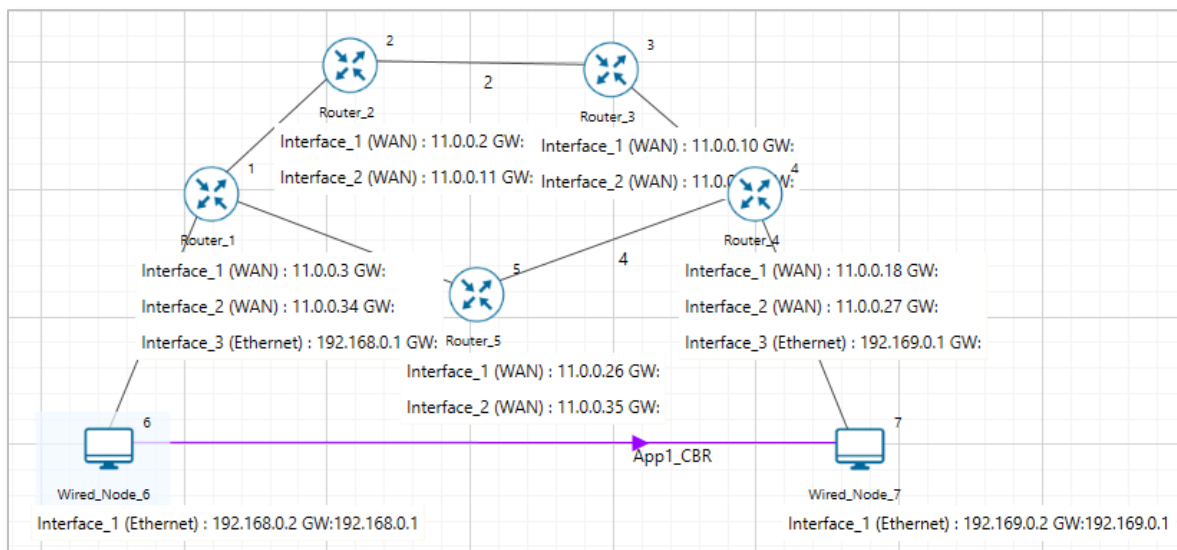 2
3
2
Router_2
Router_3
Interface_1 (WAN) : 11.0.0.2 GW:
Interface_1 (WAN) : 11.0.0.10 GW:
1
4
Interface_2 (WAN) : 11.0.0.11 GW:
Interface_2 (WAN) : 11.0.
Router_1
Router_4
5
4
Interface_1 (WAN) : 11.0.0.3 GW:
Interface_1 (WAN) : 11.0.0.18 GW:
Interface_2 (WAN) : 11.0.0.34 GW:
Interface_2 (WAN) : 11.0.0.27 GW:
Interface_3 (Ethernet) : 192.168.0.1 GW:
Router_5
Interface_3 (Ethernet) : 192.169.0.1 GW:
Interface_1 (WAN) : 11.0.0.26 GW:
Interface_2 (WAN) : 11.0.0.35 GW:
6
7
App1_CBR
Wired_Node_6
Wired_Node_7
Interface_1 (Ethernet) : 192.168.0.2 GW:192.168.0.1
Interface_1 (Ethernet) : 192.169.0.2 GW:192.169.0.1